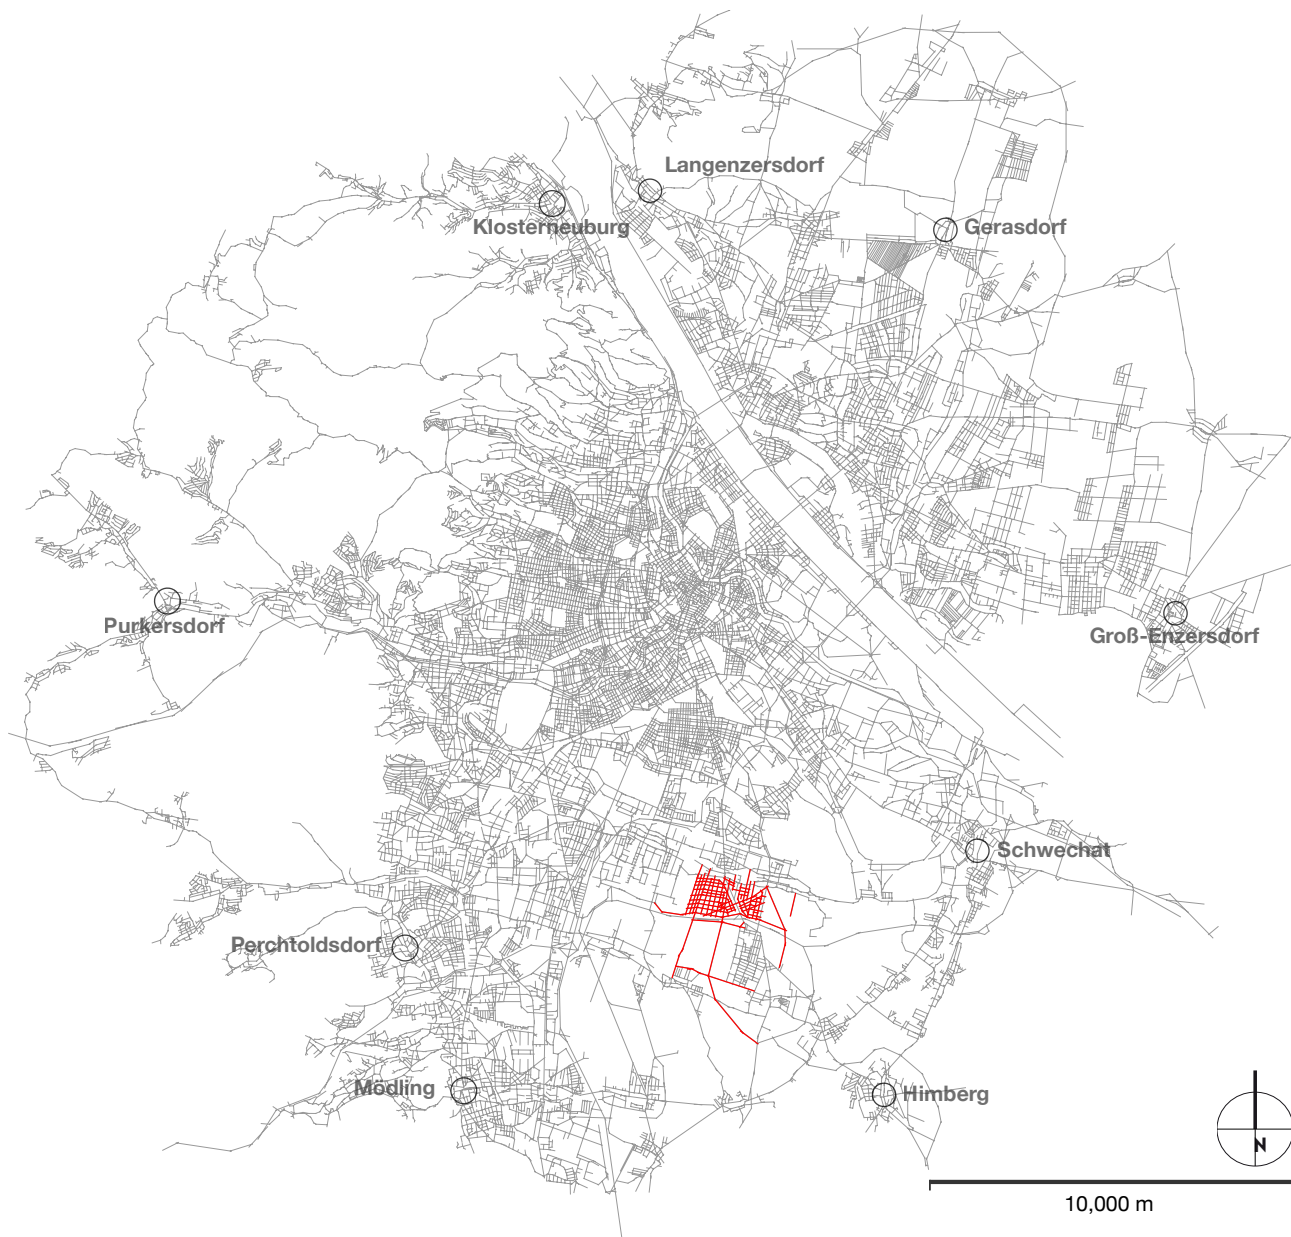 Langenzersdorf
Klosterneuburg
Gerasdorf
Purkersdorf
Groß-Enzersdorf
Schwechat
Perchtoldsdorf
Mödling
Himberg
N
10,000 m